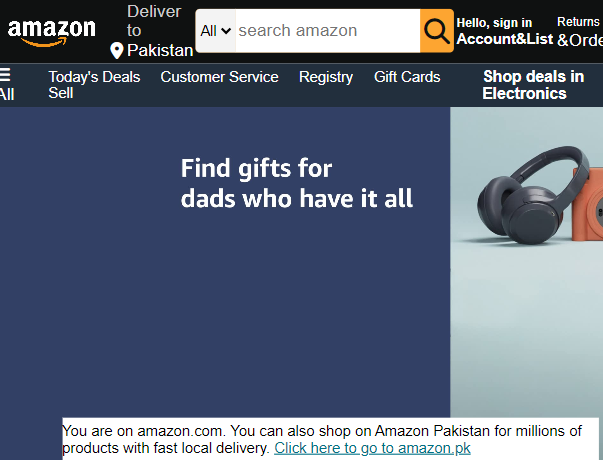 amazon
Deliver
to
Pakistan
All
search amazon
Hello, sign in
Account&List
Returns
&Orde
All
Today's Deals
Customer Service
Registry
Gift Cards
Sell
Shop deals in
Electronics
Find gifts for
dads who have it all
You are on amazon.com. You can also shop on Amazon Pakistan for millions of
products with fast local delivery. Click here to go to amazon.pk